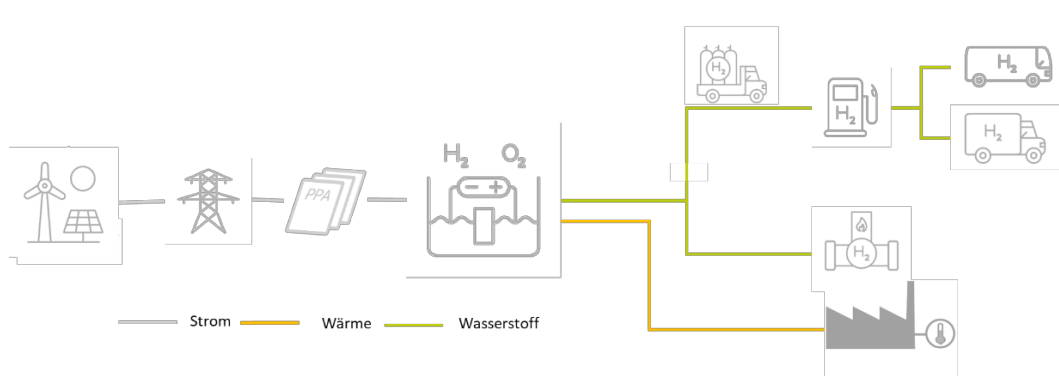 H₂
H₂
H₂
H₂
H₂ O₂
PPA
H₂
Strom
Wärme
Wasserstoff